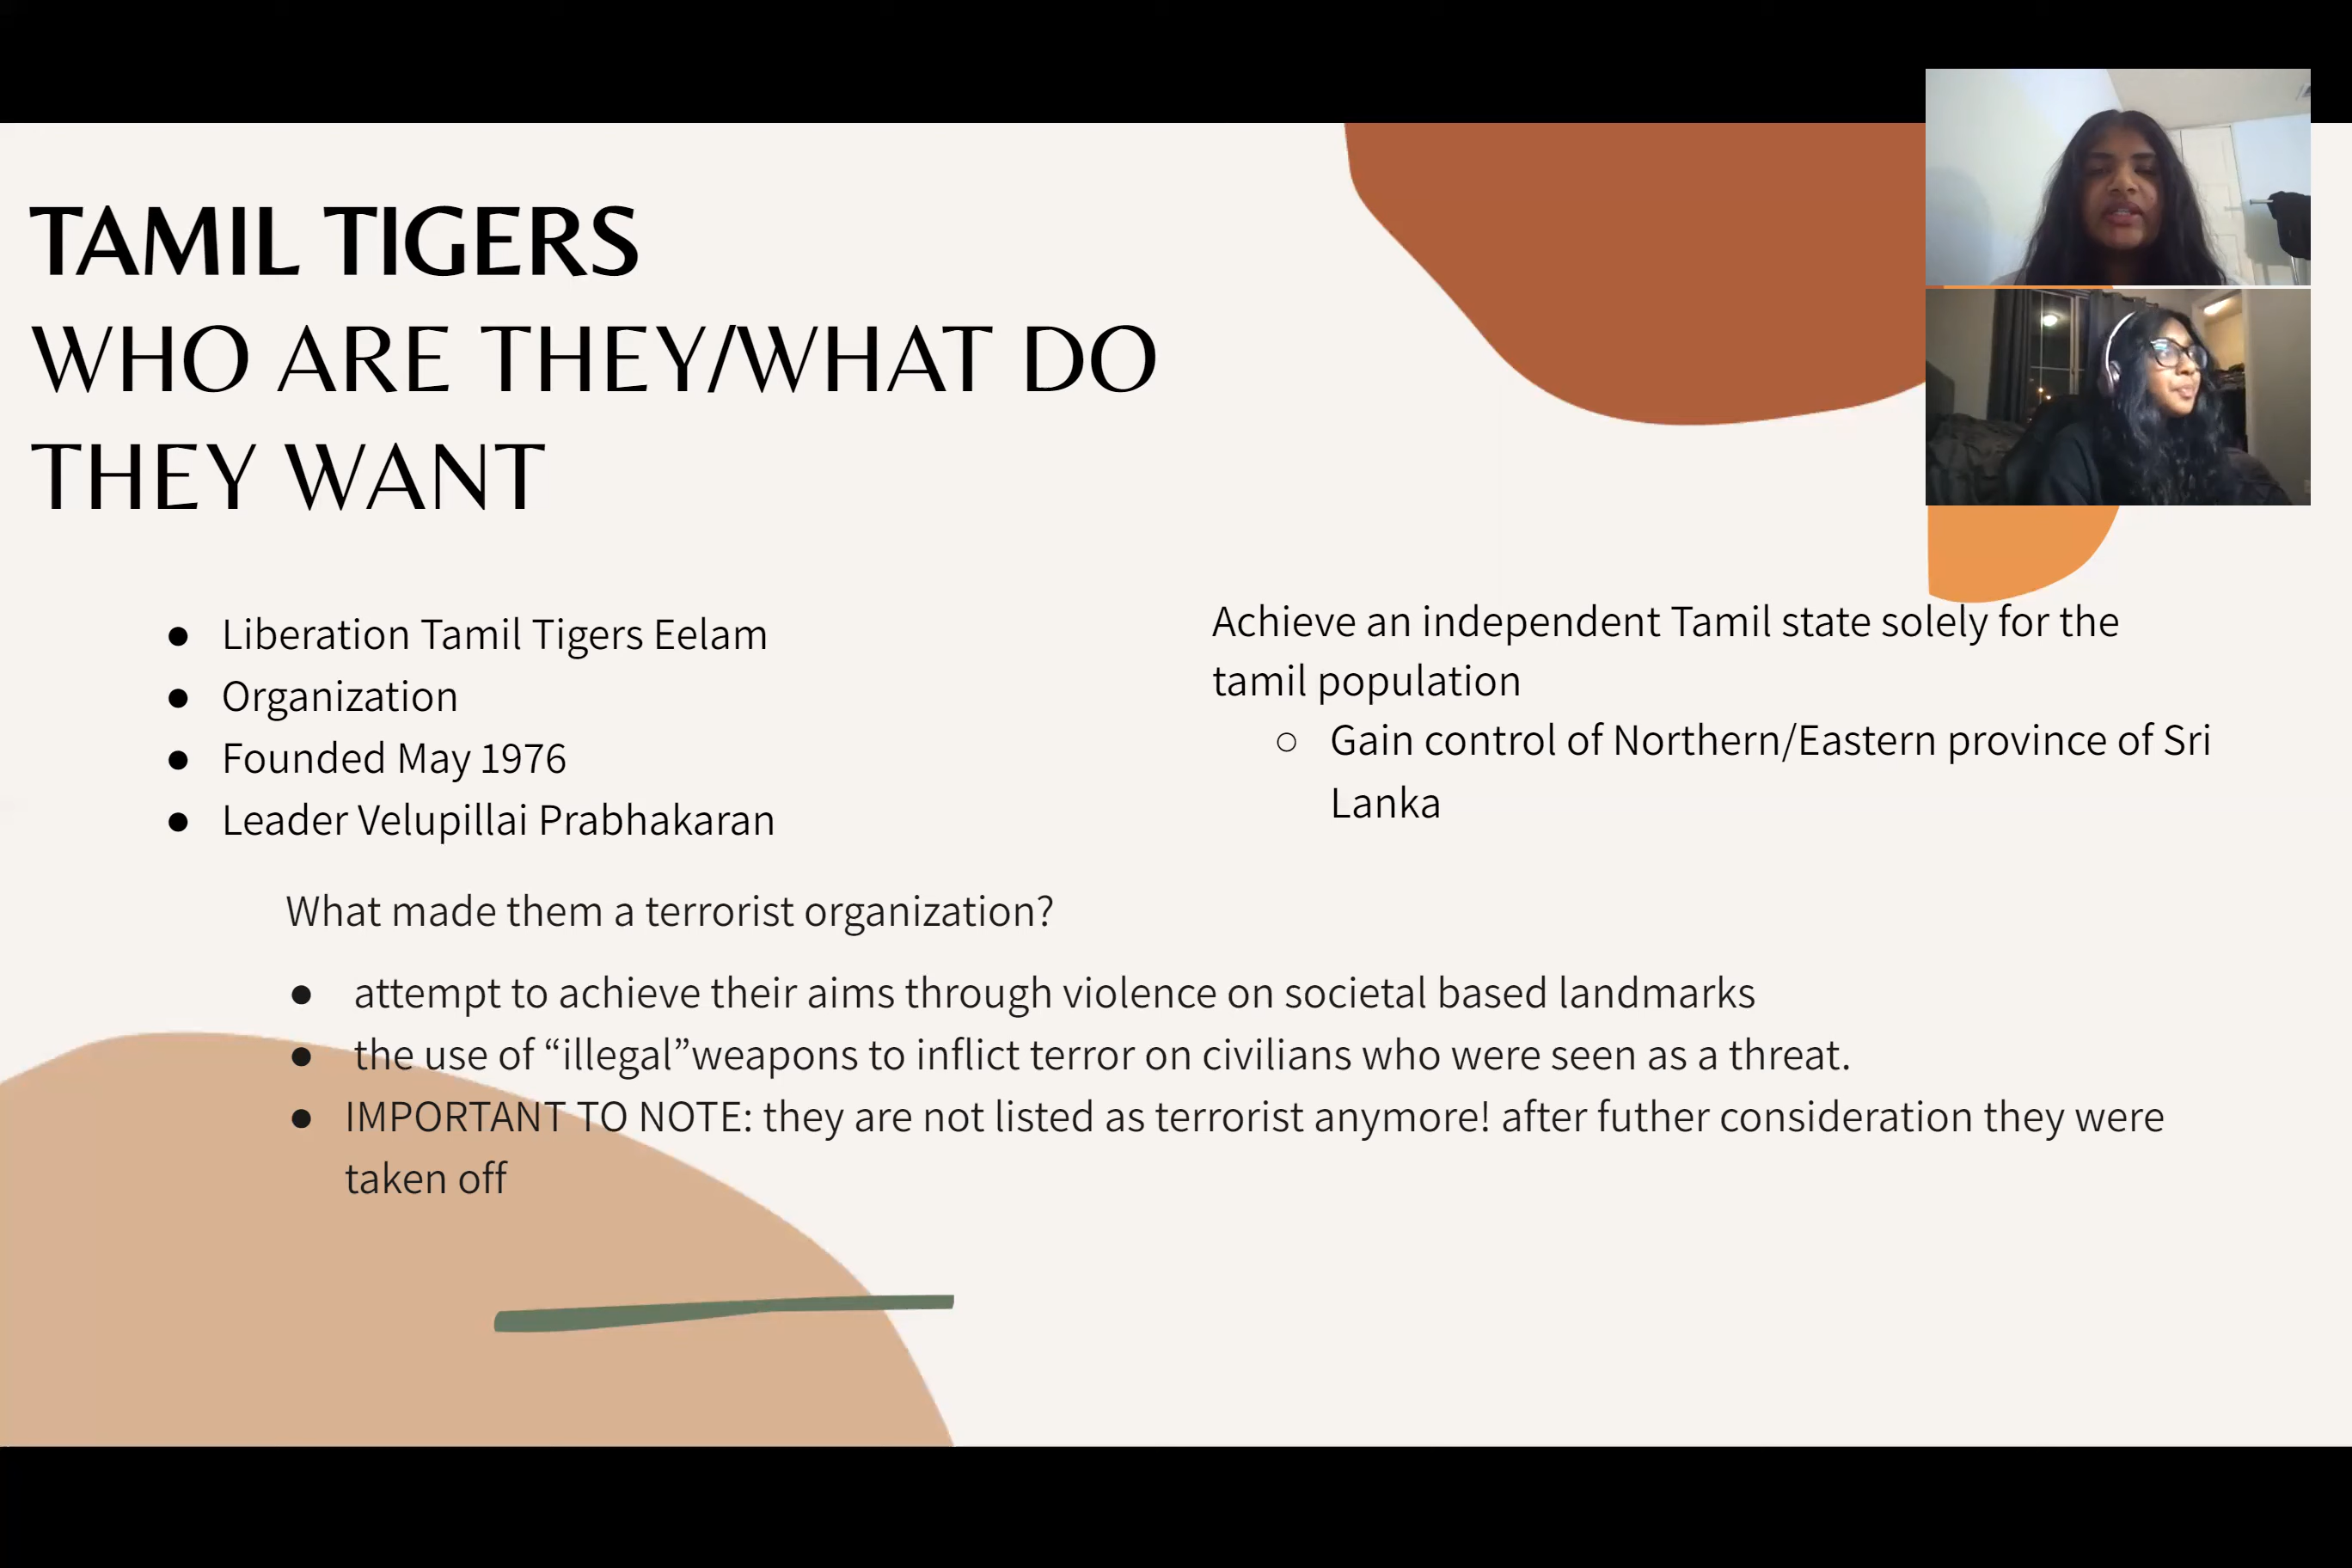 TAMIL TIGERS
WHO ARE THEY/WHAT DO
THEY WANT
● Liberation Tamil Tigers Eelam
● Organization
● Founded May 1976
● Leader Velupillai Prabhakaran
Achieve an independent Tamil state solely for the
tamil population
○ Gain control of Northern/Eastern province of Sri
Lanka
What made them a terrorist organization?
● attempt to achieve their aims through violence on societal based landmarks
● the use of “illegal”weapons to inflict terror on civilians who were seen as a threat.
● IMPORTANT TO NOTE: they are not listed as terrorist anymore! after futher consideration they were
taken off